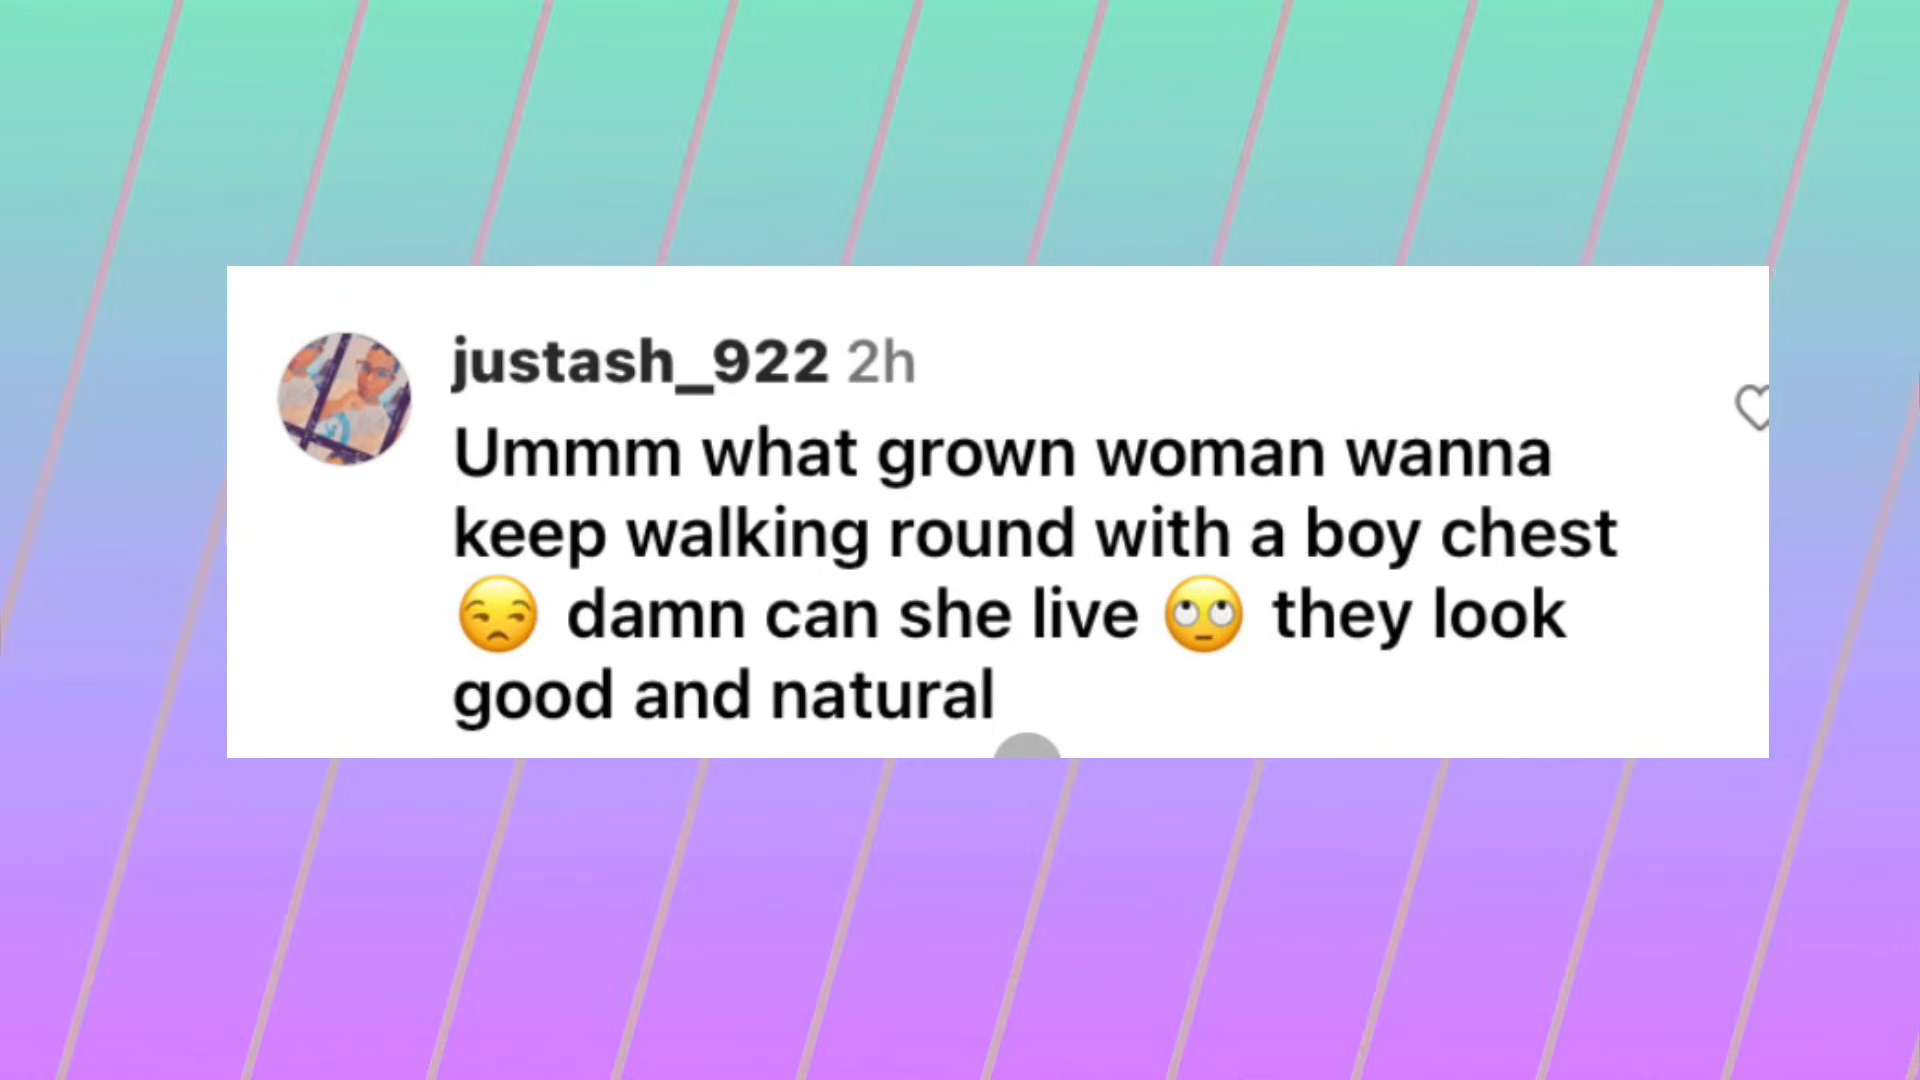 justash_922 2h
Ummm what grown woman wanna
keep walking round with a boy chest
😒 damn can she live 🙄 they look
good and natural